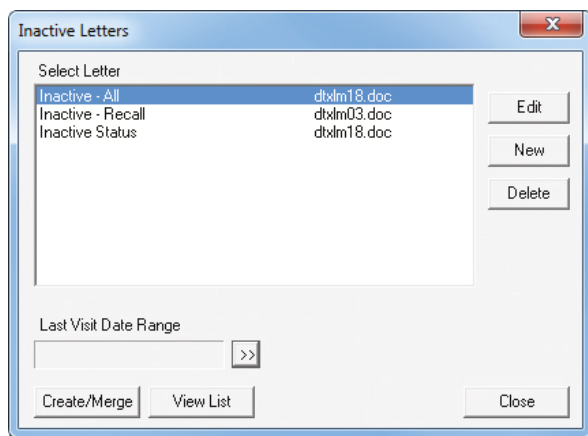 Inactive Letters
Select Letter
Inactive - All dtxlm18.doc
Inactive - Recall dtxlm03.doc
Inactive Status dtxlm18.doc
Edit
New
Delete
Last Visit Date Range
>>
Create/Merge View List Close